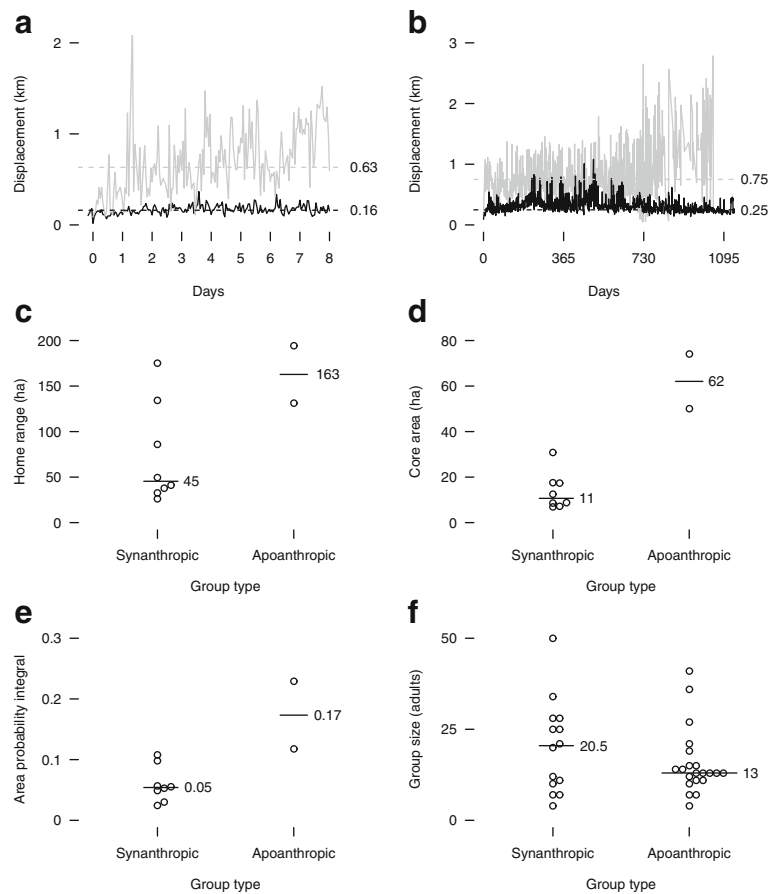 a
2
1
0
Displacement (km)
0.63
0.16
0 1 2 3 4 5 6 7 8
Days
b
3
2
1
0
Displacement (km)
0.75
0.25
0 365 730 1095
Days
c
200
150
100
50
0
Home range (ha)
163
45
Synanthropic Apoanthropic
Group type
d
80
60
40
20
0
Core area (ha)
62
11
Synanthropic Apoanthropic
Group type
e
0.3
0.2
0.1
0
Area probability integral
0.17
0.05
Synanthropic Apoanthropic
Group type
f
50
25
0
Group size (adults)
20.5
13
Synanthropic Apoanthropic
Group type